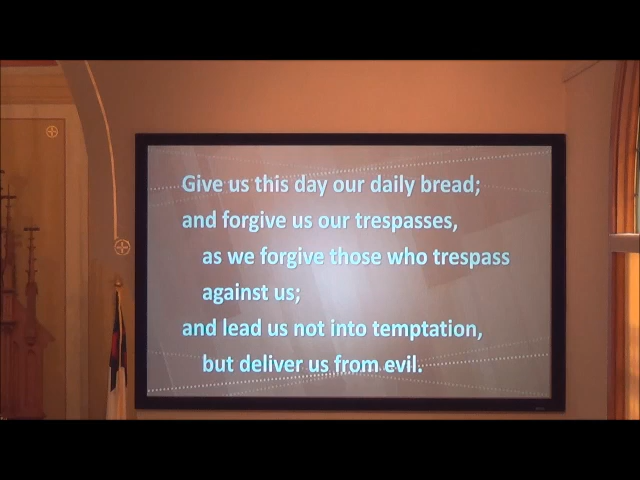 Give us this day our daily bread;
and forgive us our trespasses,
as we forgive those who trespass
against us;
and lead us not into temptation,
but deliver us from evil.